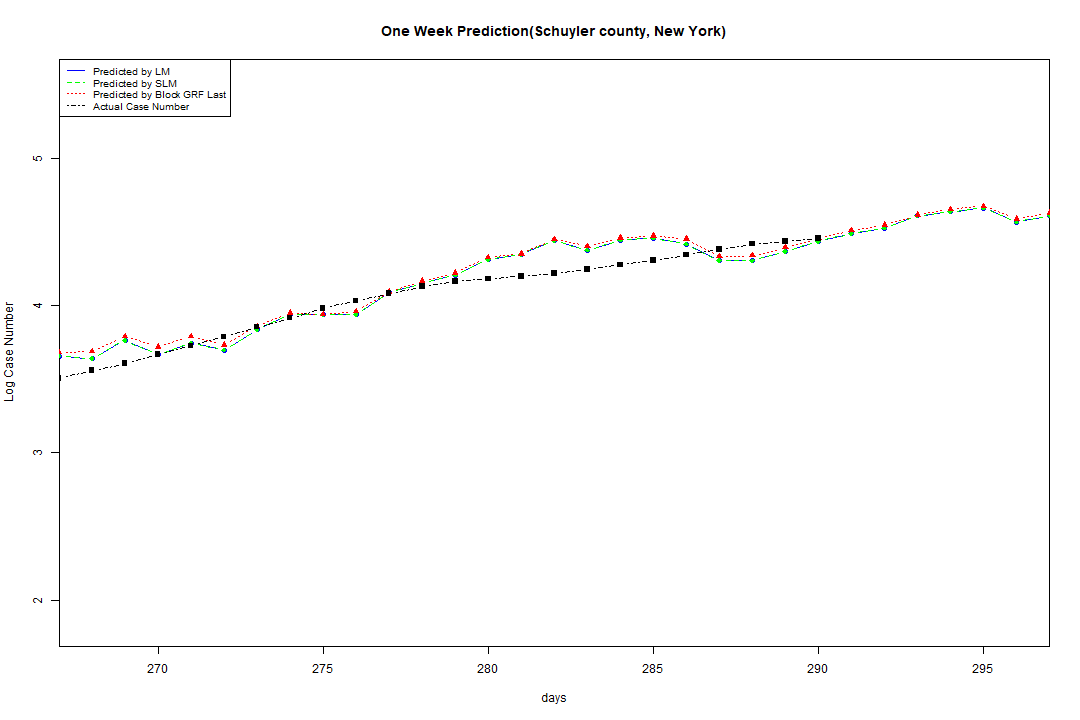 One Week Prediction(Schuyler county, New York)
Predicted by LM
Predicted by SLM
Predicted by Block GRF Last
Actual Case Number
5
4
3
2
Log Case Number
270 275 280 285 290 295
days